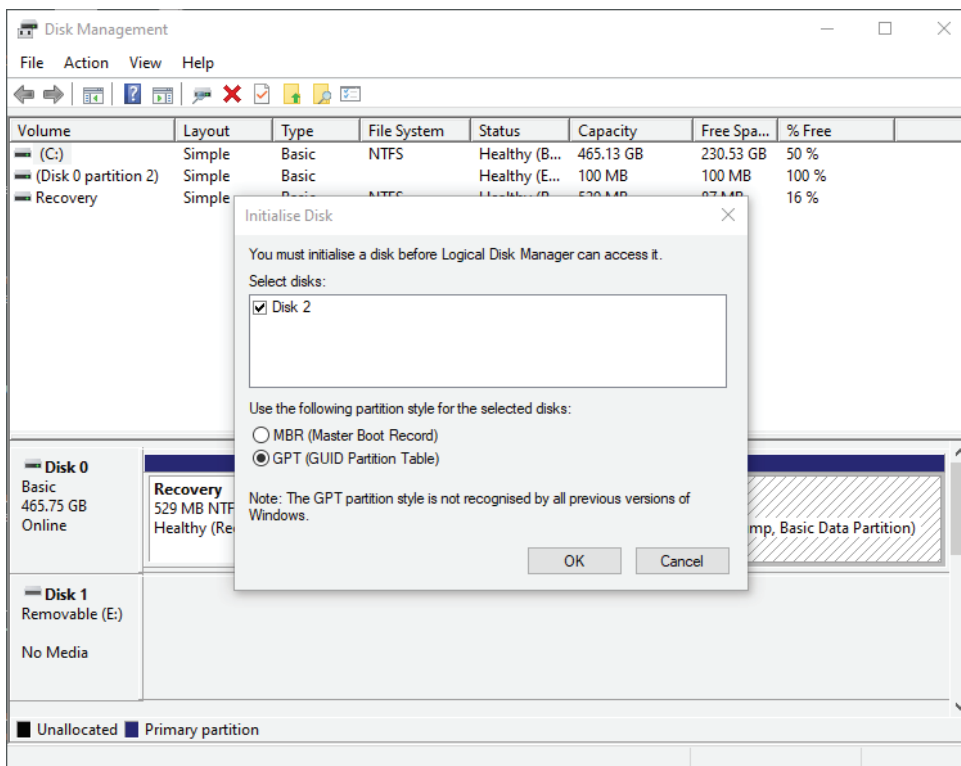 Disk Management
File Action View Help
Volume Layout Type File System Status Capacity Free Spa... % Free
(C:) Simple Basic NTFS Healthy (B... 465.13 GB 230.53 GB 50 %
(Disk 0 partition 2) Simple Basic Healthy (E... 100 MB 100 MB 100 %
Recovery Simple 16 %
Initialise Disk
You must initialise a disk before Logical Disk Manager can access it.
Select disks:
Disk 2
Use the following partition style for the selected disks:
MBR (Master Boot Record)
GPT (GUID Partition Table)
Note: The GPT partition style is not recognised by all previous versions of
Windows.
OK Cancel
Disk 0
Basic
465.75 GB
Online
Recovery
529 MB NTF
Healthy (Re
mp, Basic Data Partition)
Disk 1
Removable (E:)
No Media
Unallocated Primary partition